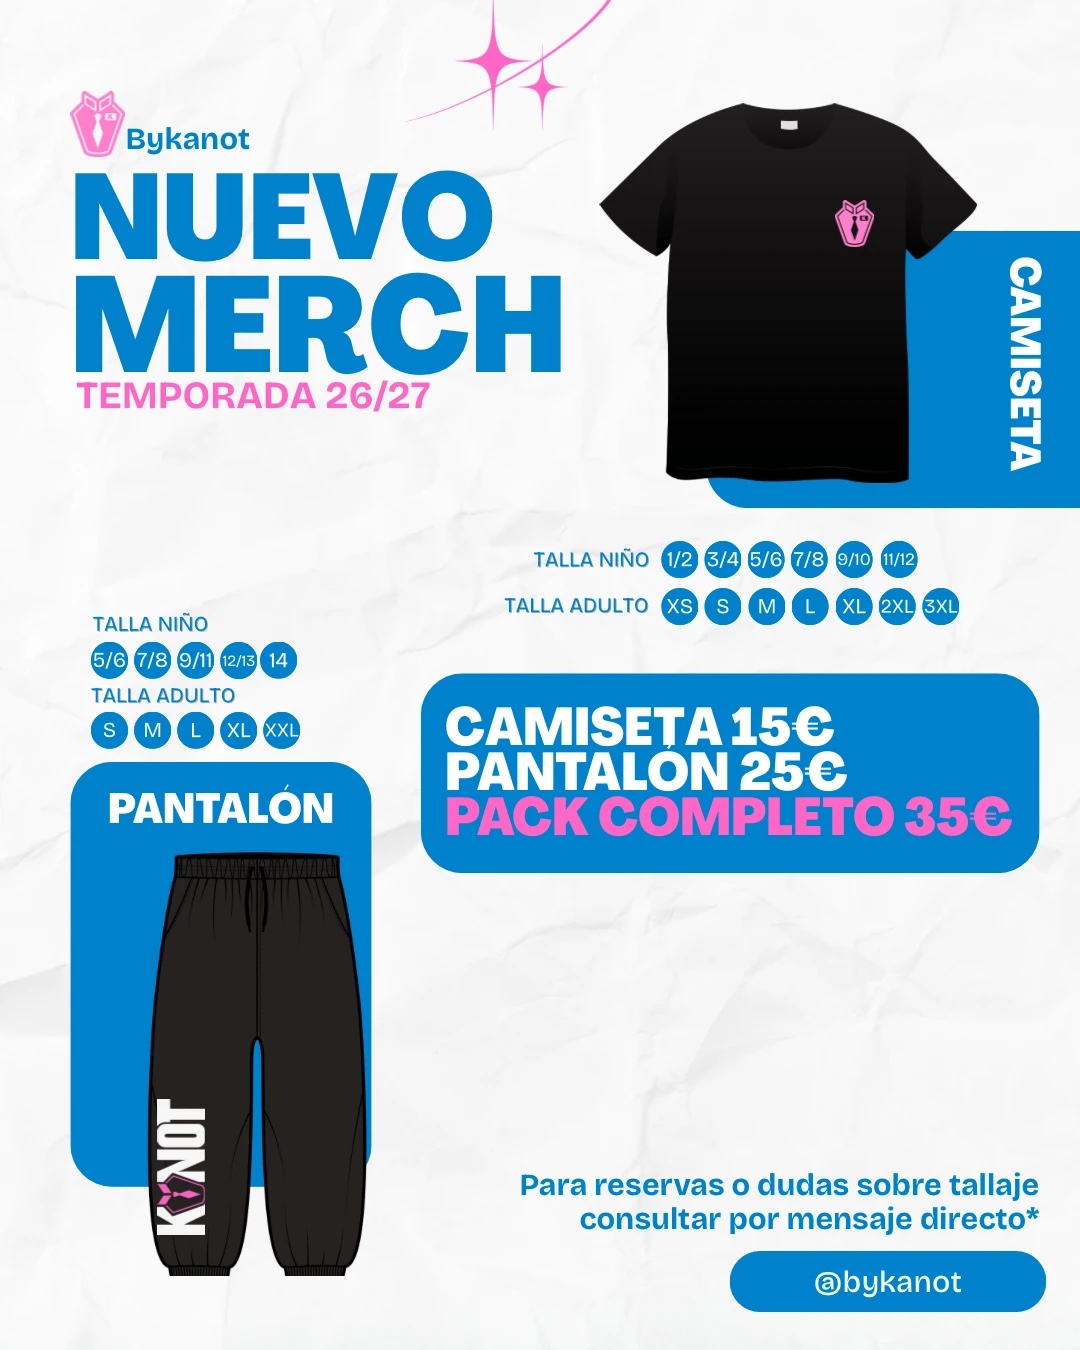 Bykanot
NUEVO
MERCH
TEMPORADA 26/27
CAMISETA
TALLA NIÑO 1/2 3/4 5/6 7/8 9/10 11/12
TALLA ADULTO XS S M L XL 2XL 3XL
TALLA NIÑO
5/6 7/8 9/11 12/13 14
TALLA ADULTO
S M L XL XXL
CAMISETA 15€
PANTALÓN 25€
PACK COMPLETO 35€
PANTALÓN
KANOT
Para reservas o dudas sobre tallaje
consultar por mensaje directo*
@bykanot